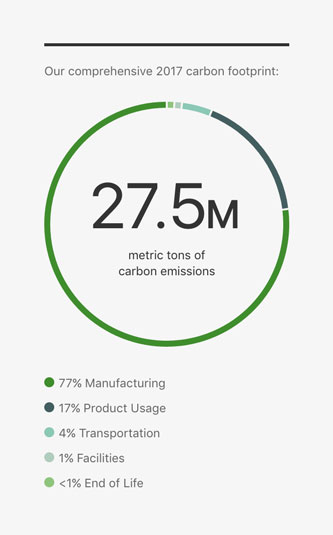 Our comprehensive 2017 carbon footprint:
27.5M
metric tons of
carbon emissions
77% Manufacturing
17% Product Usage
4% Transportation
1% Facilities
<1% End of Life